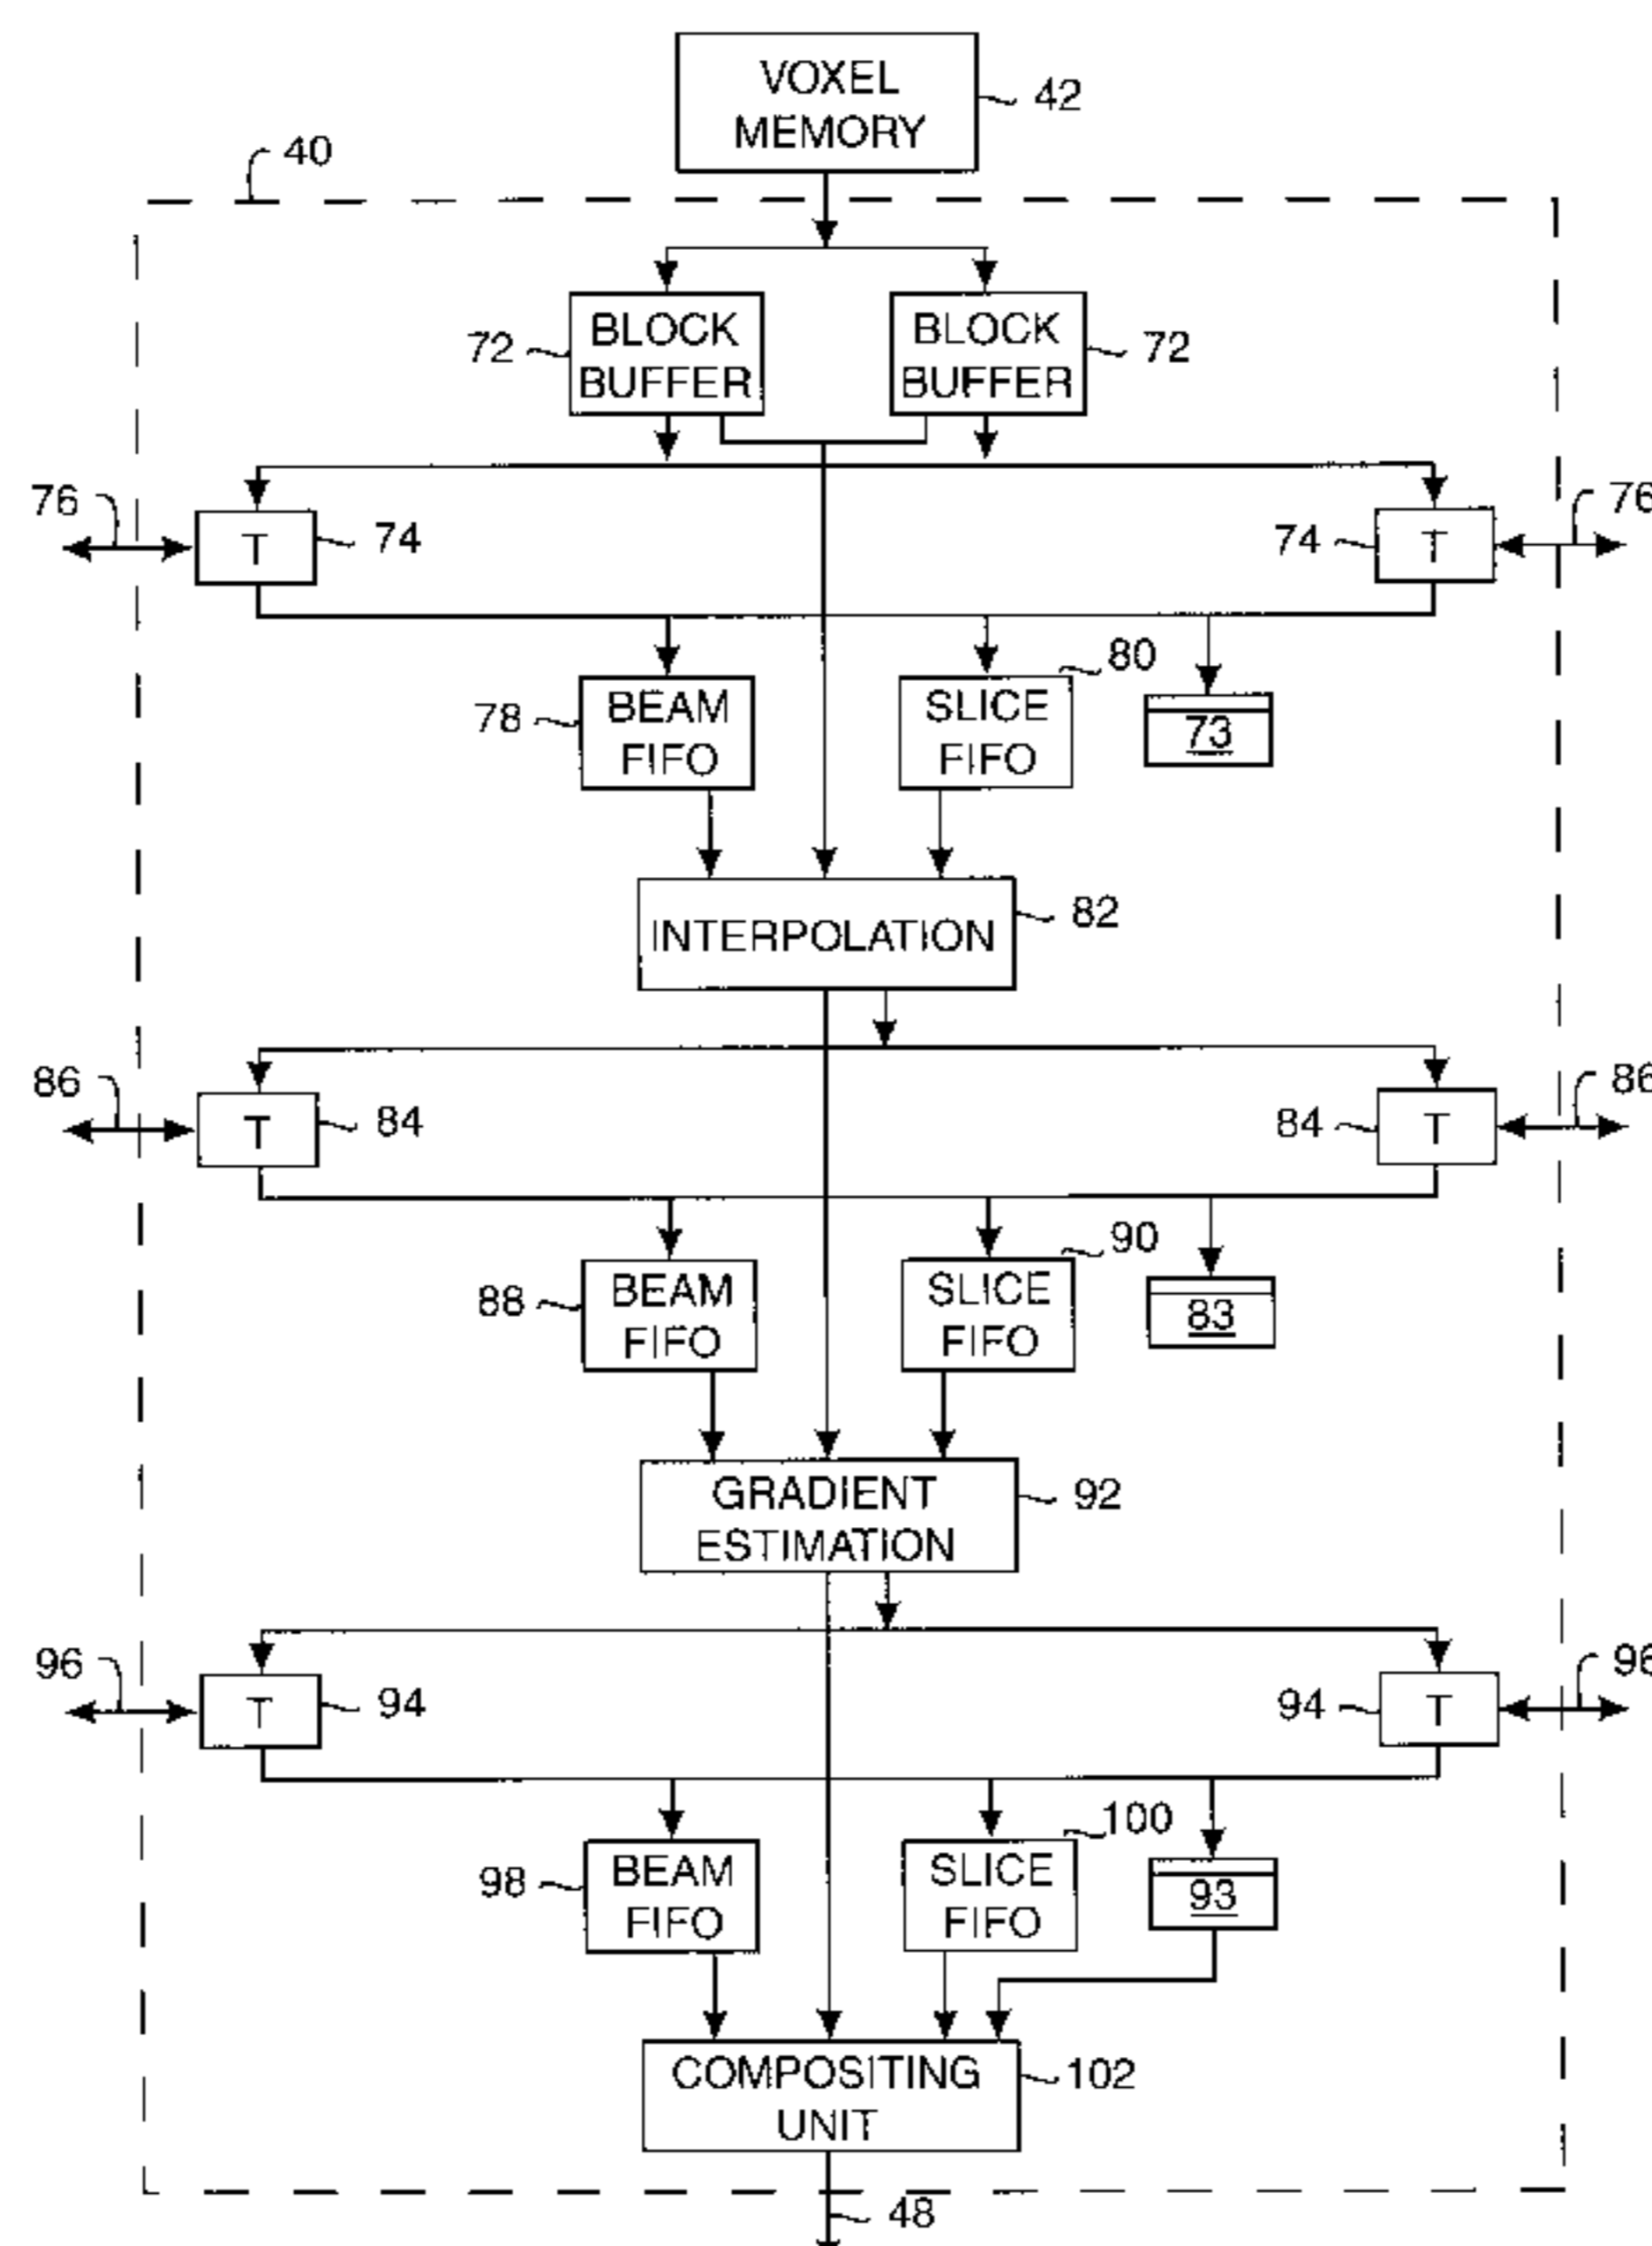 VOXEL
MEMORY
42
40
BLOCK
BUFFER
72
BLOCK
BUFFER
72
76
T
74
74
T
76
78
BEAM
FIFO
SLICE
FIFO
80
73
INTERPOLATION
82
86
T
84
84
T
86
88
BEAM
FIFO
SLICE
FIFO
90
83
GRADIENT
ESTIMATION
92
96
T
94
94
T
96
98
BEAM
FIFO
SLICE
FIFO
100
93
COMPOSITING
UNIT
102
48